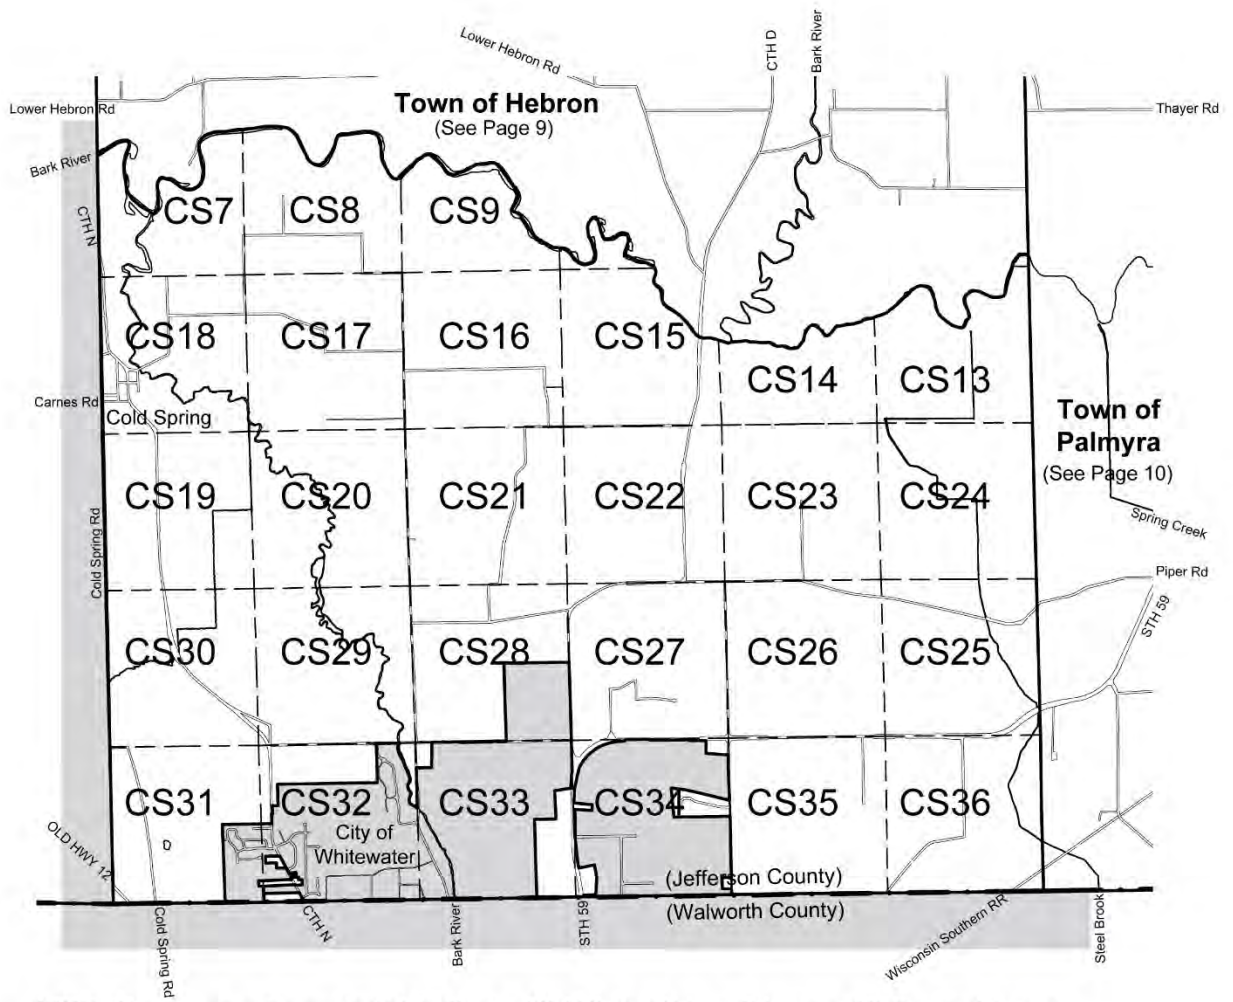 Lower Hebron Rd
CTH D
Bark River
Lower Hebron Rd
Town of Hebron
(See Page 9)
Thayer Rd
Bark River
CTH N
CS7
CS8
CS9
CS18
CS17
CS16
CS15
CS14
CS13
Carnes Rd
Cold Spring
Town of
Palmyra
(See Page 10)
CS19
CS20
CS21
CS22
CS23
CS24
Spring Creek
Cold Spring Rd
Piper Rd
STH 59
CS30
CS29
CS28
CS27
CS26
CS25
CS31
CS32
CS33
CS34
CS35
CS36
OLD HWY 12
City of
Whitewater
(Jefferson County)
(Walworth County)
Cold Spring Rd
CTH N
Bark River
STH 59
Wisconsin Southern RR
Steel Brook